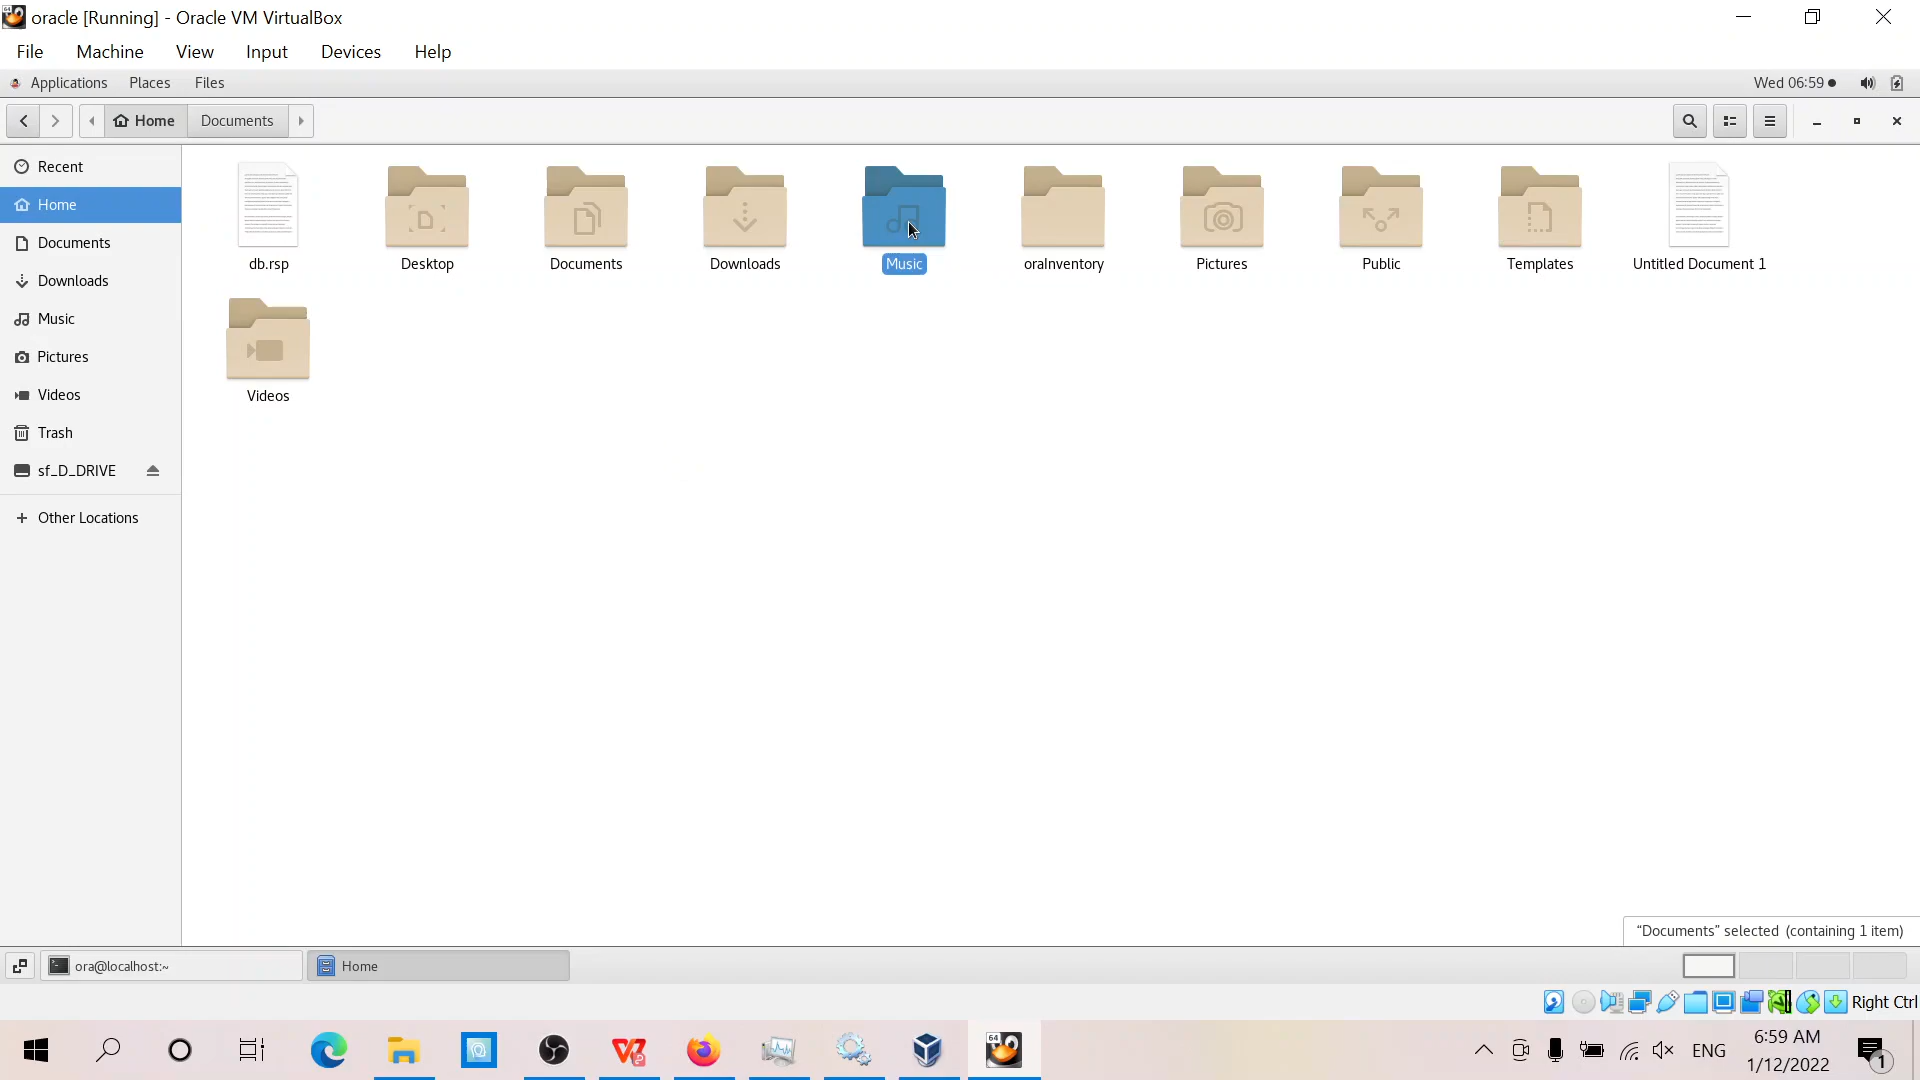 oracle [Running] - Oracle VM VirtualBox
File Machine View Input Devices Help
Applications Places Files Wed 06:59
Home Documents
Recent
Home
Documents
Downloads
Music
Pictures
Videos
Trash
sf_D_DRIVE
Other Locations
db.rsp Desktop Documents Downloads Music oraInventory Pictures Public Templates Untitled Document 1
Videos
“Documents” selected (containing 1 item)
ora@localhost:~ Home
Right Ctrl
64
ENG
6:59 AM
1/12/2022
1